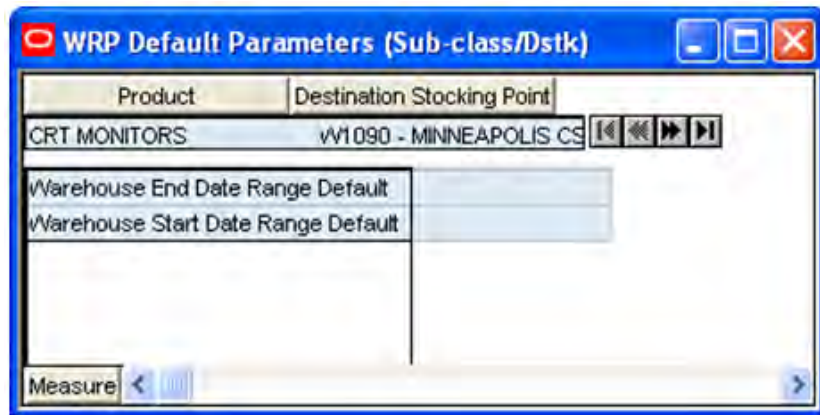 WRP Default Parameters (Sub-class/Dstk)
Product Destination Stocking Point
CRT MONITORS W1090 - MINNEAPOLIS CS
Warehouse End Date Range Default
Warehouse Start Date Range Default
Measure